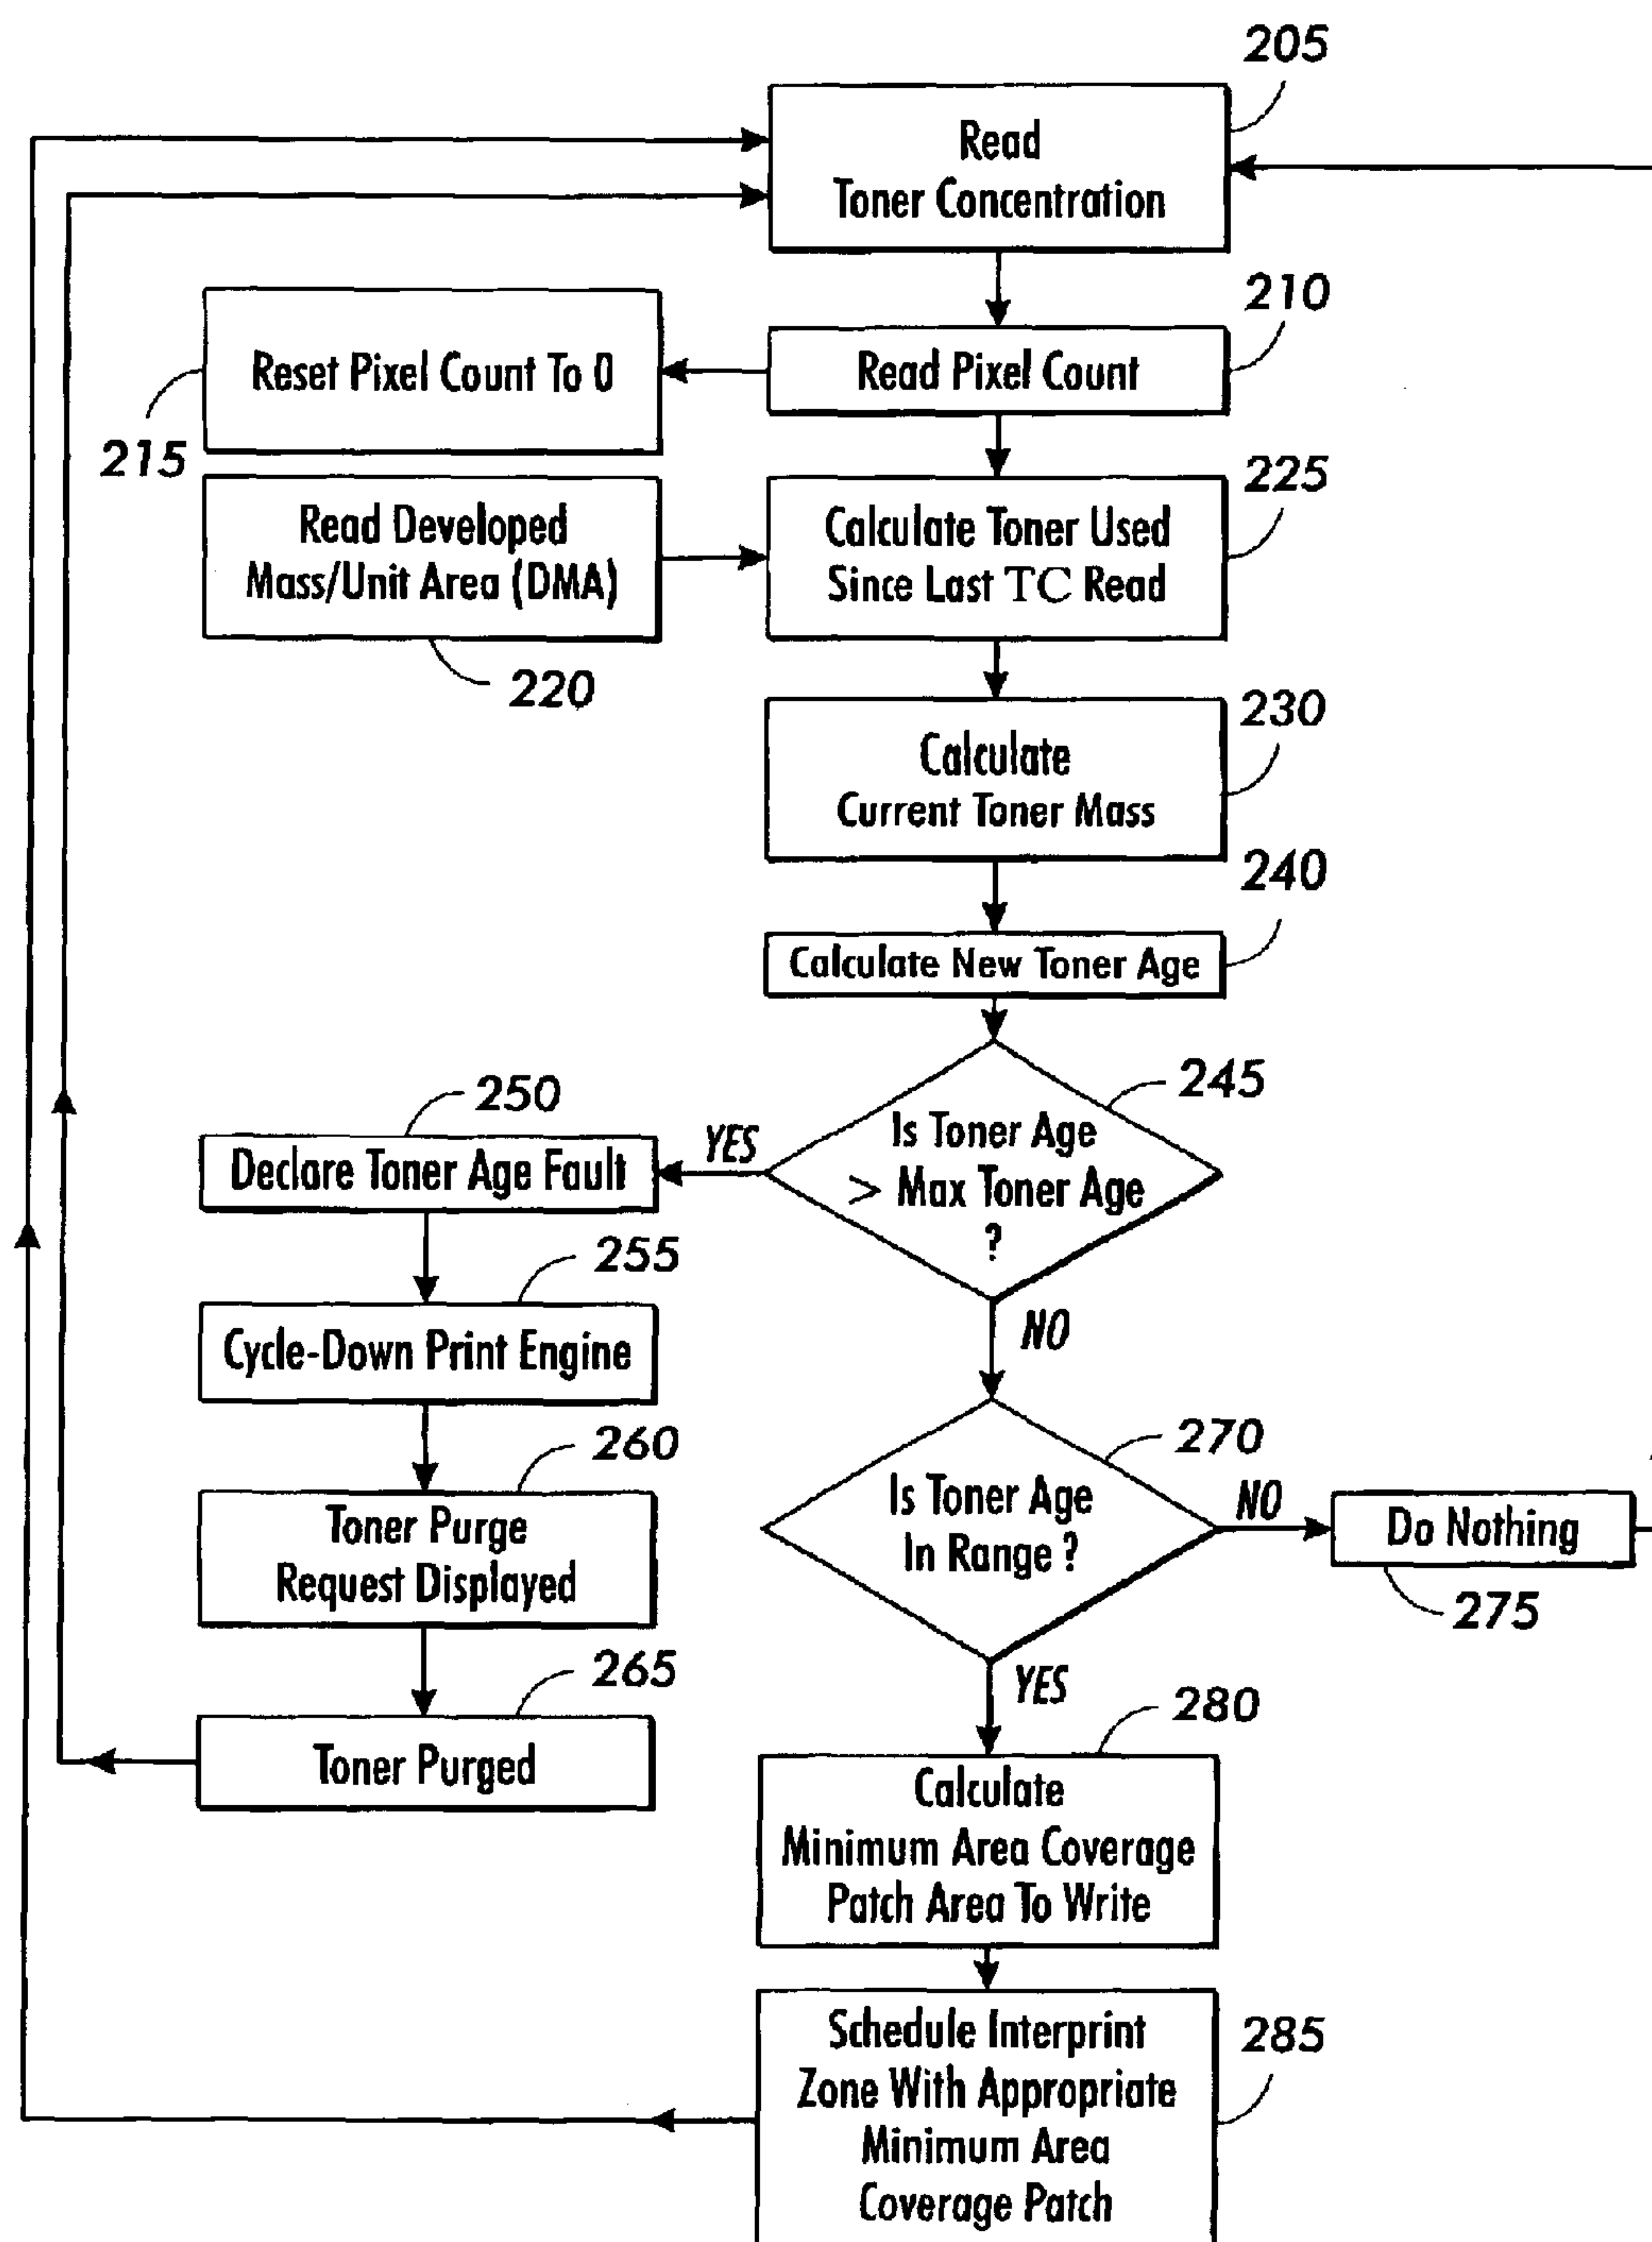 205
Read
Toner Concentration
210
Reset Pixel Count To 0
Read Pixel Count
215
225
Read Developed
Mass/Unit Area (DMA)
Calculate Toner Used
Since Last TC Read
220
230
Calculate
Current Toner Mass
240
Calculate New Toner Age
245
250
Is Toner Age
> Max Toner Age
?
YES
Declare Toner Age Fault
255
NO
Cycle-Down Print Engine
260
270
Is Toner Age
In Range ?
NO
Do Nothing
275
Toner Purge
Request Displayed
265
YES
280
Toner Purged
Calculate
Minimum Area Coverage
Patch Area To Write
285
Schedule Interprint
Zone With Appropriate
Minimum Area
Coverage Patch